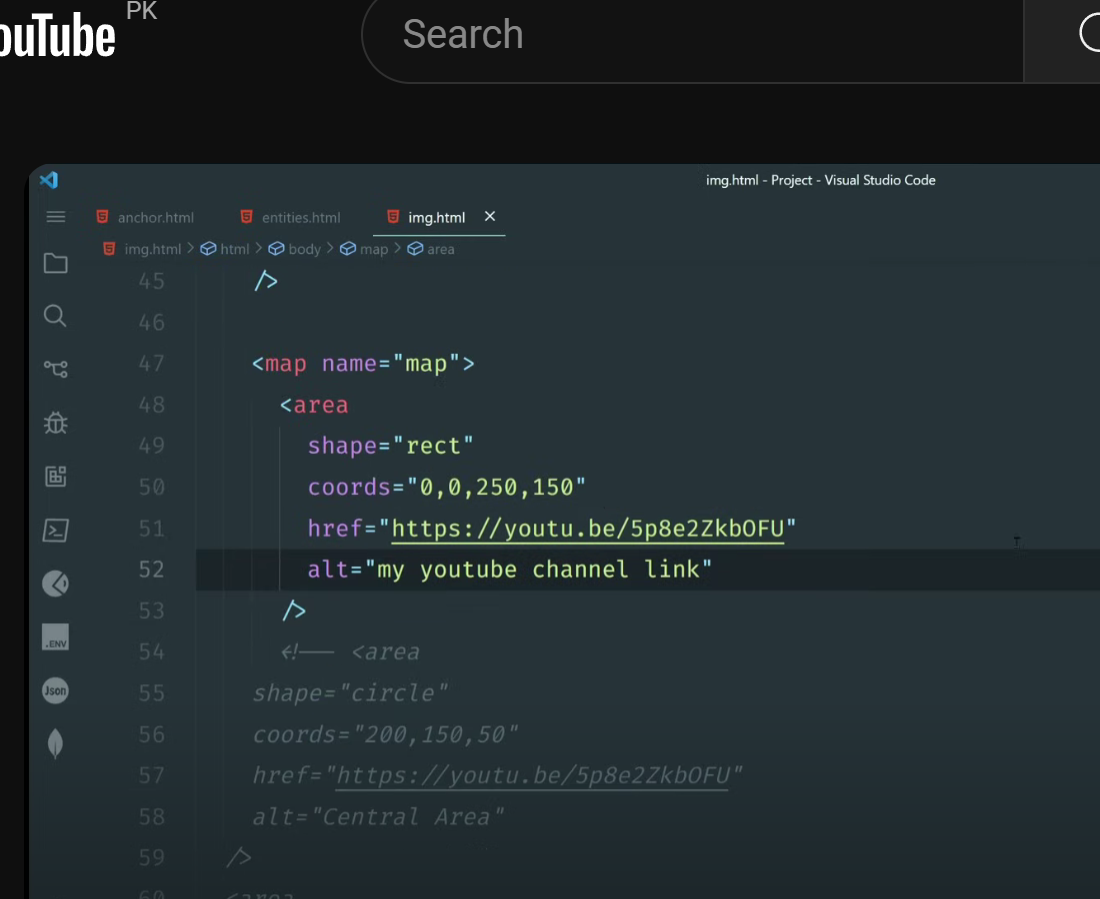 ouTube PK
Search
img.html - Project - Visual Studio Code
anchor.html entities.html img.html
img.html > html > body > map > area
45 />
46
47 <map name="map">
48 <area
49 shape="rect"
50 coords="0,0,250,150"
51 href="https://youtu.be/5p8e2ZkbOFU"
52 alt="my youtube channel link"
53 />
54 <!-- <area
55 shape="circle"
56 coords="200,150,50"
57 href="https://youtu.be/5p8e2ZkbOFU"
58 alt="Central Area"
59 />
60 <area
.ENV
Json